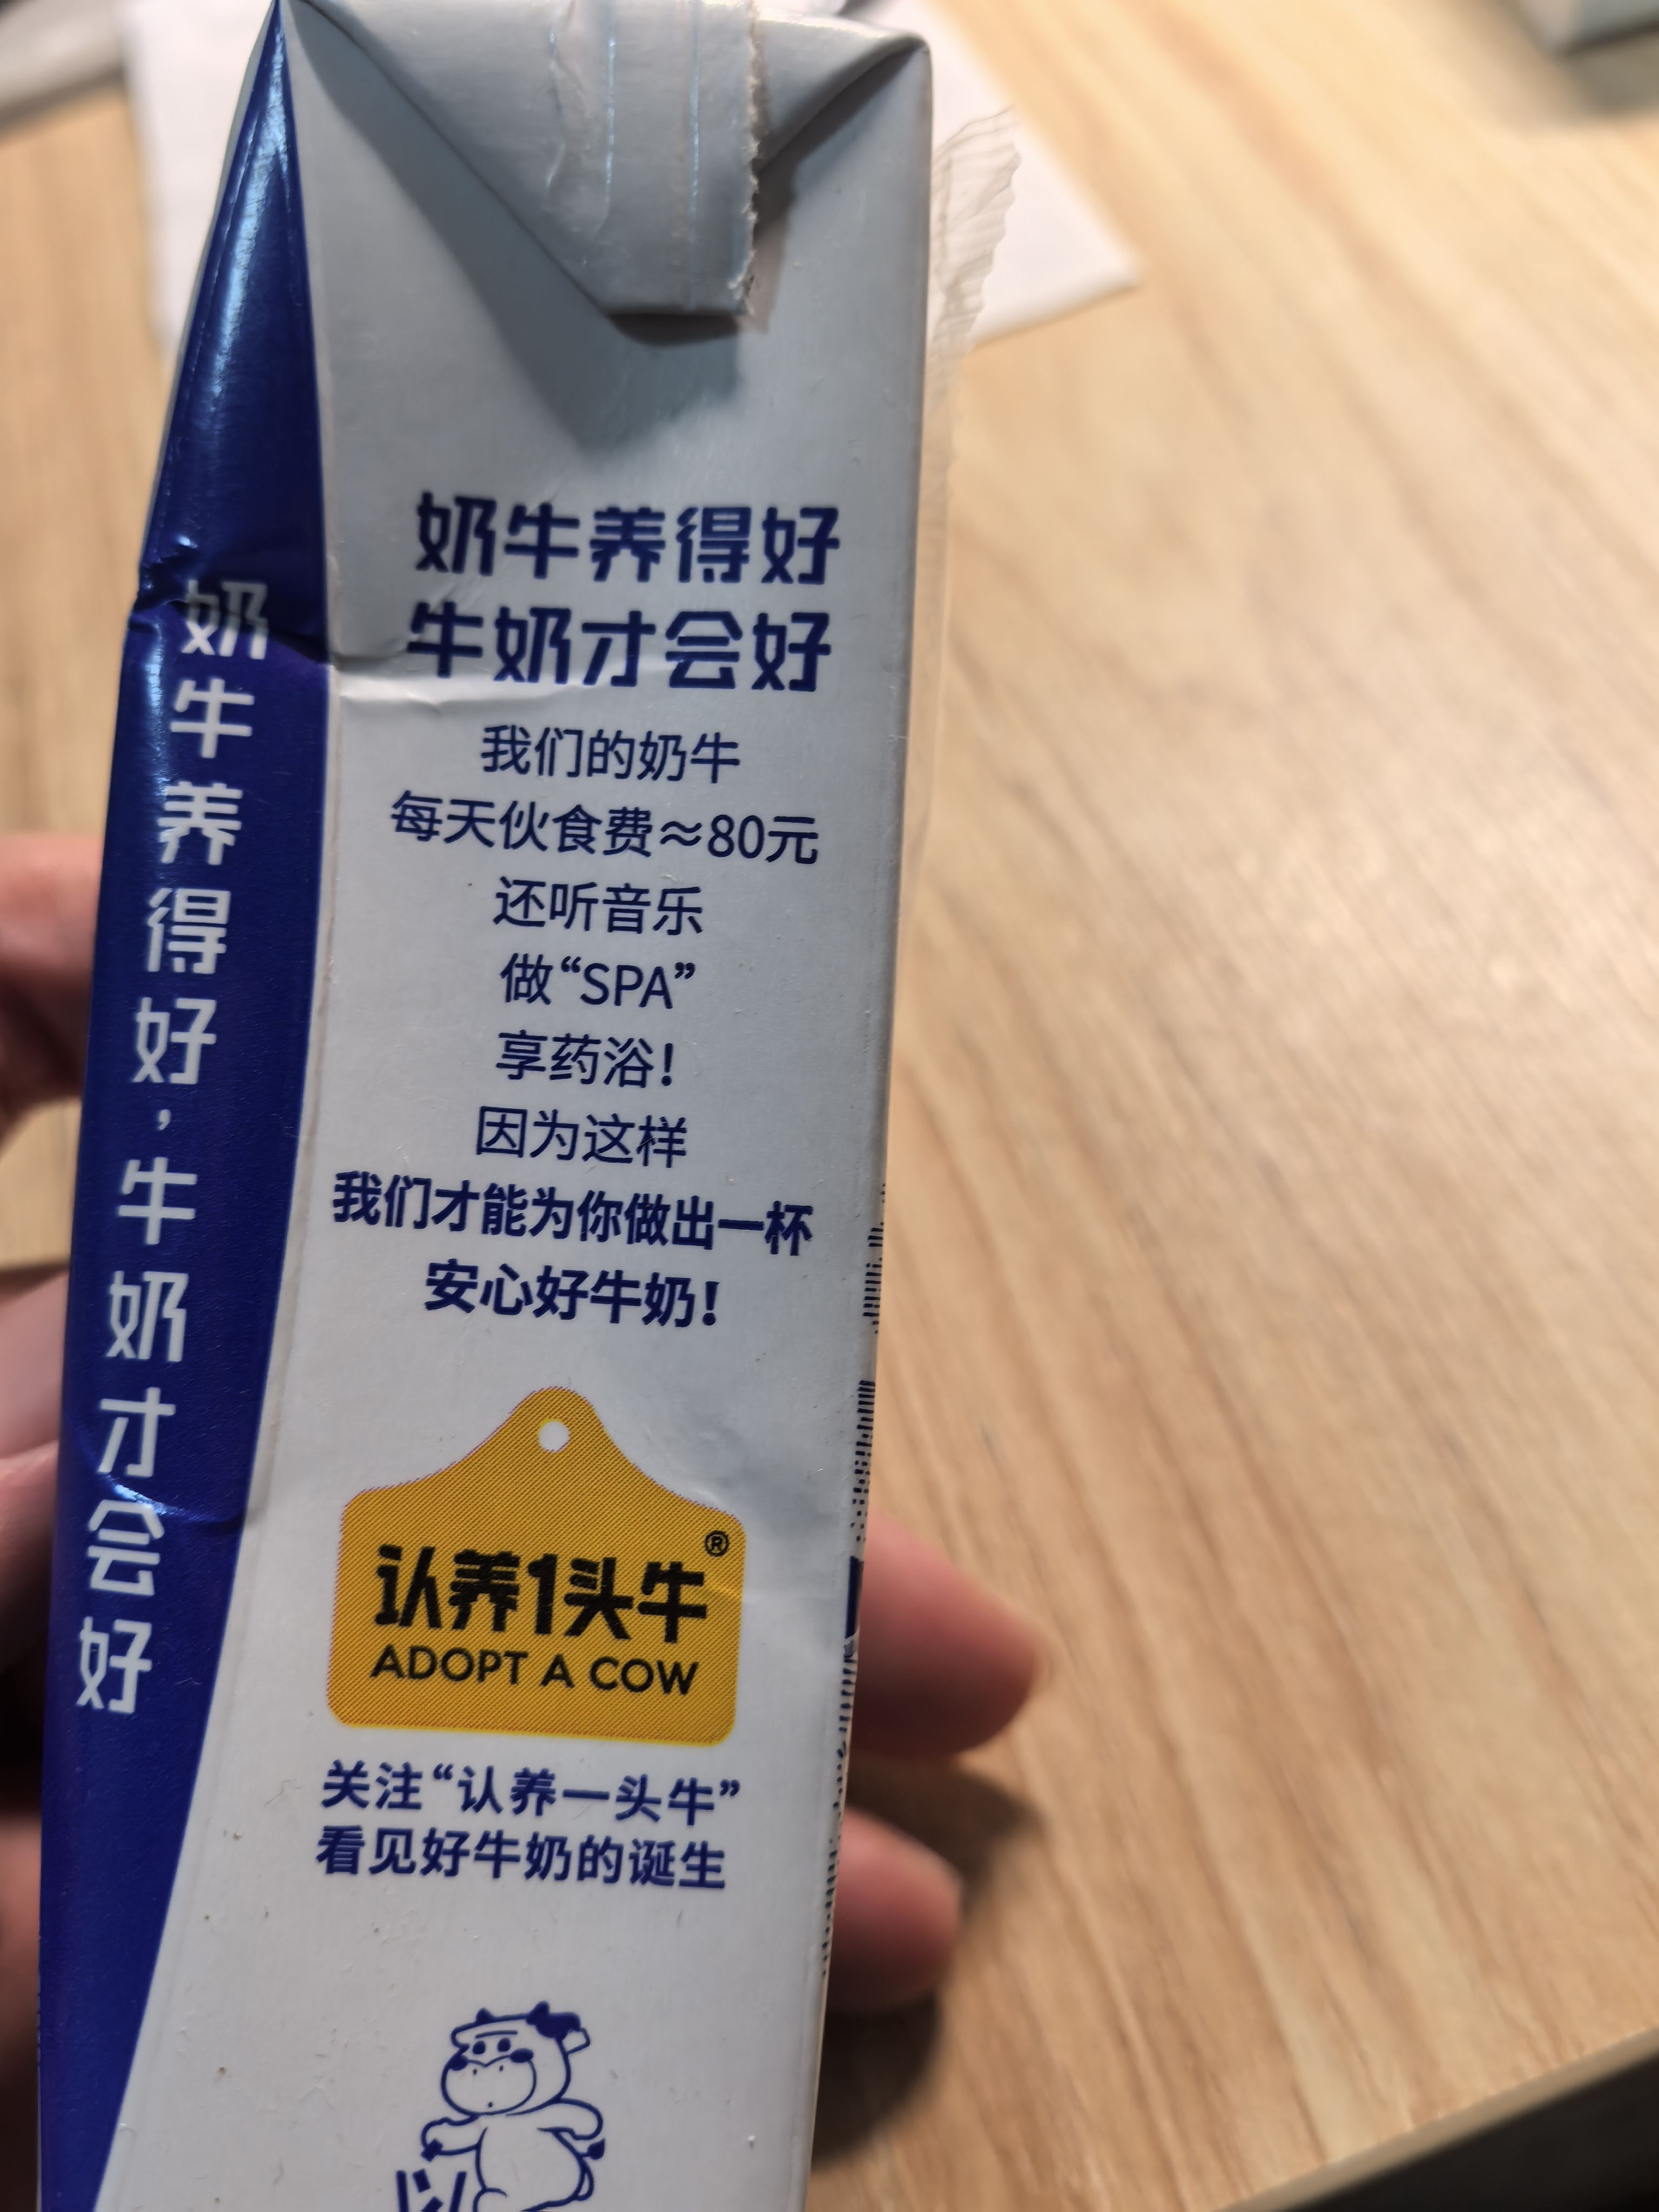 奶牛养得好，牛奶才会好
奶牛养得好
牛奶才会好
我们的奶牛
每天伙食费≈80元
还听音乐
做“SPA”
享药浴！
因为这样
我们才能为你做出一杯
安心好牛奶！
认养1头牛®
ADOPT A COW
关注“认养一头牛”
看见好牛奶的诞生